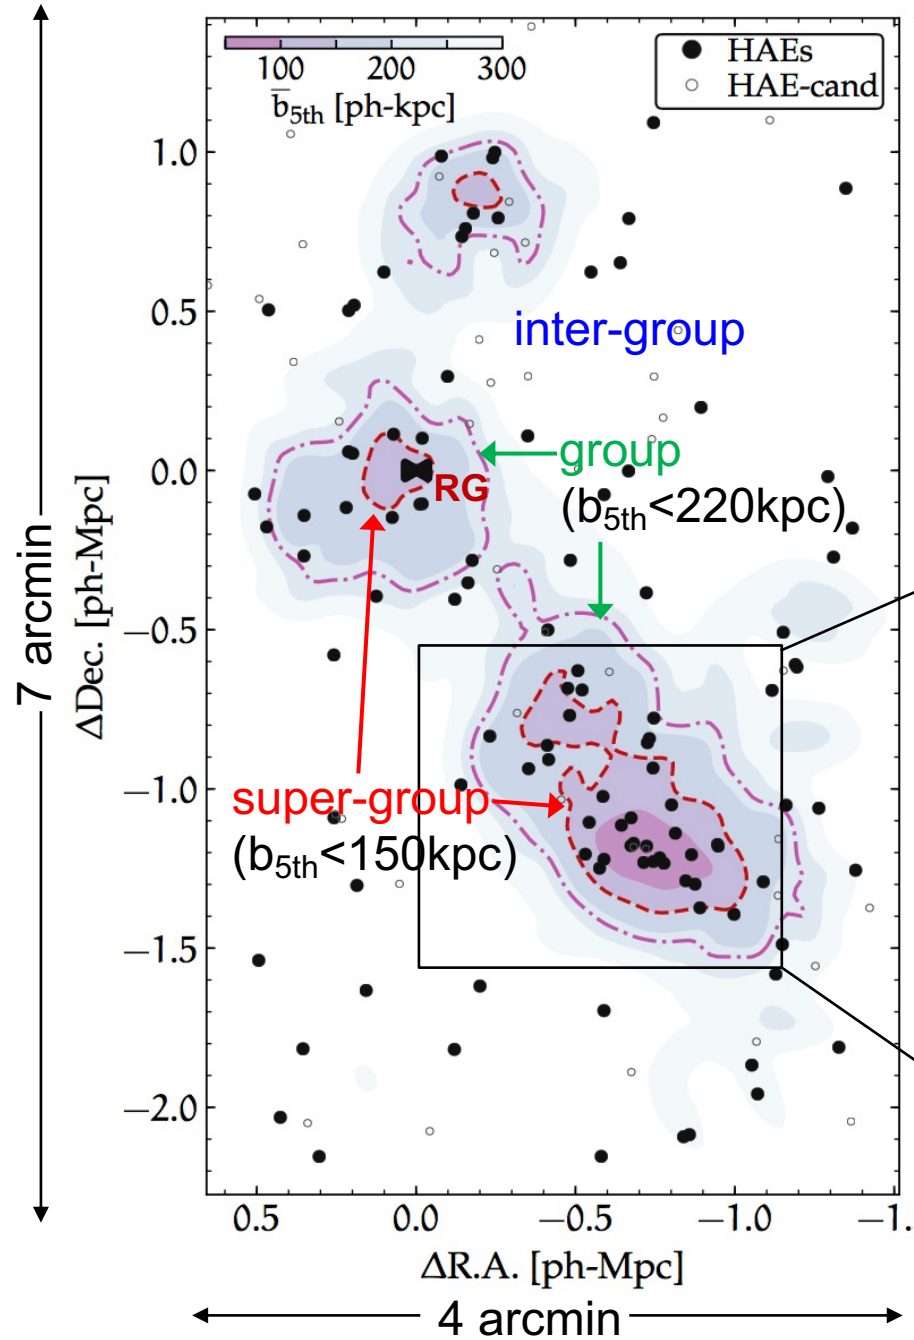 100 200 300
b̅5th [ph-kpc]
HAEs
HAE-cand
1.0
0.5
inter-group
group
(b5th<220kpc)
0.0
RG
−0.5
super-group
(b5th<150kpc)
−1.0
−1.5
−2.0
ΔDec. [ph-Mpc]
7 arcmin
0.5 0.0 −0.5 −1.0 −1.
ΔR.A. [ph-Mpc]
4 arcmin